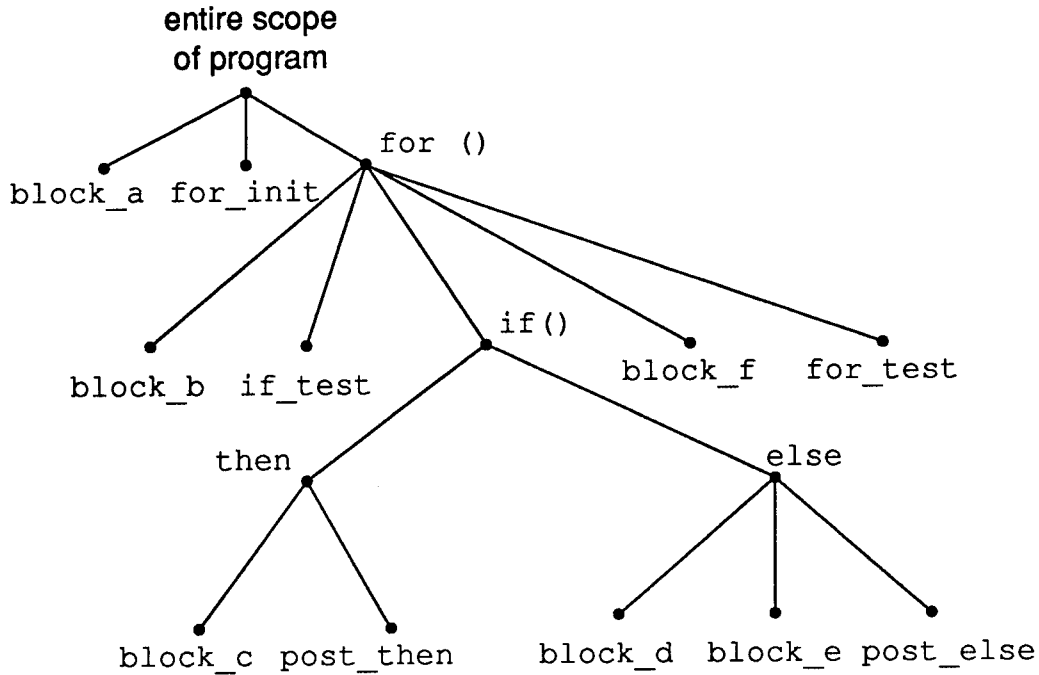 entire scope
of program
for ()
block_a for_init
if()
block_b if_test
block_f for_test
then
else
block_c post_then
block_d block_e post_else